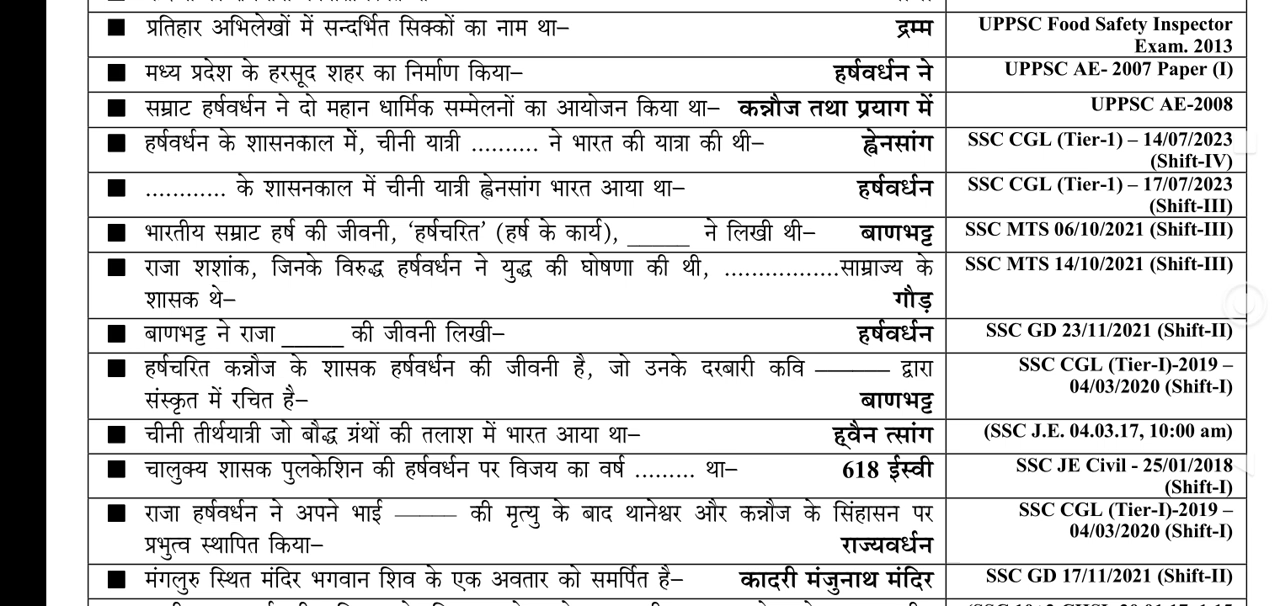 ■ प्रतिहार अभिलेखों में सन्दर्भित सिक्कों का नाम था– द्रम्म UPPSC Food Safety Inspector
Exam. 2013
■ मध्य प्रदेश के हरसूद शहर का निर्माण किया– हर्षवर्धन ने UPPSC AE- 2007 Paper (I)
■ सम्राट हर्षवर्धन ने दो महान धार्मिक सम्मेलनों का आयोजन किया था– कन्नौज तथा प्रयाग में UPPSC AE-2008
■ हर्षवर्धन के शासनकाल में, चीनी यात्री .......... ने भारत की यात्रा की थी– ह्वेनसांग SSC CGL (Tier-1) – 14/07/2023
(Shift-IV)
■ ............ के शासनकाल में चीनी यात्री ह्वेनसांग भारत आया था– हर्षवर्धन SSC CGL (Tier-1) – 17/07/2023
(Shift-III)
■ भारतीय सम्राट हर्ष की जीवनी, ‘हर्षचरित’ (हर्ष के कार्य), ______ ने लिखी थी– बाणभट्ट SSC MTS 06/10/2021 (Shift-III)
■ राजा शशांक, जिनके विरुद्ध हर्षवर्धन ने युद्ध की घोषणा की थी, .................साम्राज्य के SSC MTS 14/10/2021 (Shift-III)
शासक थे– गौड़
■ बाणभट्ट ने राजा ______ की जीवनी लिखी– हर्षवर्धन SSC GD 23/11/2021 (Shift-II)
■ हर्षचरित कन्नौज के शासक हर्षवर्धन की जीवनी है, जो उनके दरबारी कवि ——— द्वारा SSC CGL (Tier-I)-2019 –
संस्कृत में रचित है– बाणभट्ट 04/03/2020 (Shift-I)
■ चीनी तीर्थयात्री जो बौद्ध ग्रंथों की तलाश में भारत आया था– ह्वैन त्सांग (SSC J.E. 04.03.17, 10:00 am)
■ चालुक्य शासक पुलकेशिन की हर्षवर्धन पर विजय का वर्ष ......... था– 618 ईस्वी SSC JE Civil - 25/01/2018
(Shift-I)
■ राजा हर्षवर्धन ने अपने भाई ——— की मृत्यु के बाद थानेश्वर और कन्नौज के सिंहासन पर SSC CGL (Tier-I)-2019 –
प्रभुत्व स्थापित किया– राज्यवर्धन 04/03/2020 (Shift-I)
■ मंगलुरु स्थित मंदिर भगवान शिव के एक अवतार को समर्पित है– कादरी मंजुनाथ मंदिर SSC GD 17/11/2021 (Shift-II)